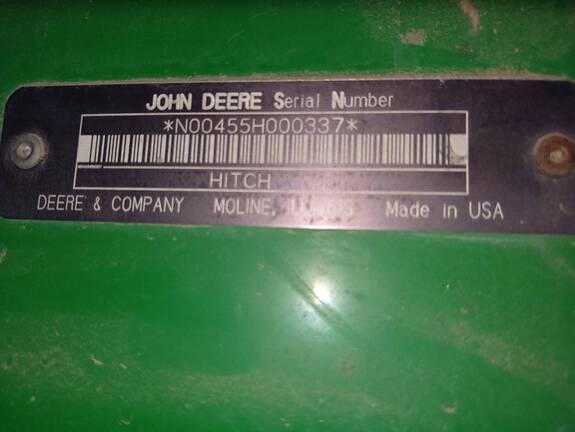 JOHN DEERE Serial Number
*N00455H000337*
HITCH
DEERE & COMPANY MOLINE, Made in USA